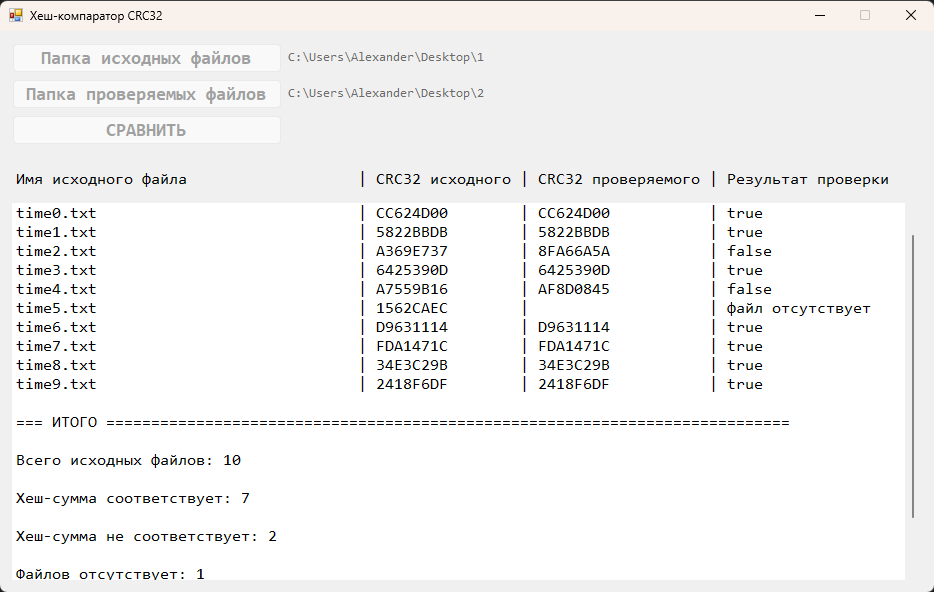 Хеш-компаратор CRC32
Папка исходных файлов C:\Users\Alexander\Desktop\1
Папка проверяемых файлов C:\Users\Alexander\Desktop\2
СРАВНИТЬ
Имя исходного файла | CRC32 исходного | CRC32 проверяемого | Результат проверки
time0.txt | CC624D00 | CC624D00 | true
time1.txt | 5822BBDB | 5822BBDB | true
time2.txt | A369E737 | 8FA66A5A | false
time3.txt | 6425390D | 6425390D | true
time4.txt | A7559B16 | AF8D0845 | false
time5.txt | 1562CAEC | | файл отсутствует
time6.txt | D9631114 | D9631114 | true
time7.txt | FDA1471C | FDA1471C | true
time8.txt | 34E3C29B | 34E3C29B | true
time9.txt | 2418F6DF | 2418F6DF | true
=== ИТОГО ============================================================================
Всего исходных файлов: 10
Хеш-сумма соответствует: 7
Хеш-сумма не соответствует: 2
Файлов отсутствует: 1